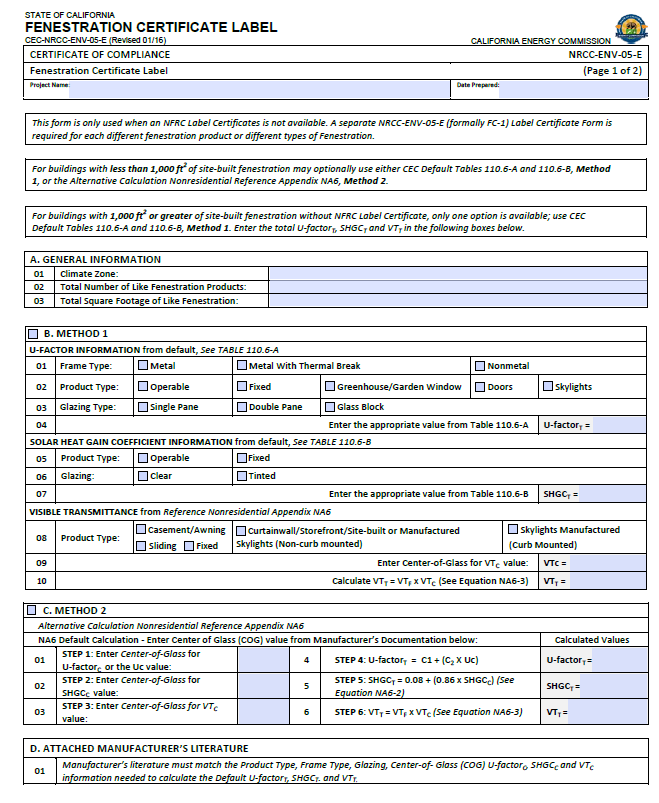 STATE OF CALIFORNIA
FENESTRATION CERTIFICATE LABEL
CEC-NRCC-ENV-05-E (Revised 01/16) CALIFORNIA ENERGY COMMISSION
CERTIFICATE OF COMPLIANCE NRCC-ENV-05-E
Fenestration Certificate Label (Page 1 of 2)
Project Name: Date Prepared:
This form is only used when an NFRC Label Certificates is not available. A separate NRCC-ENV-05-E (formally FC-1) Label Certificate Form is
required for each different fenestration product or different types of Fenestration.
For buildings with less than 1,000 ft² of site-built fenestration may optionally use either CEC Default Tables 110.6-A and 110.6-B, Method
1, or the Alternative Calculation Nonresidential Reference Appendix NA6, Method 2.
For buildings with 1,000 ft² or greater of site-built fenestration without NFRC Label Certificate, only one option is available; use CEC
Default Tables 110.6-A and 110.6-B, Method 1. Enter the total U-factorT, SHGCT and VTT in the following boxes below.
A. GENERAL INFORMATION
01 Climate Zone:
02 Total Number of Like Fenestration Products:
03 Total Square Footage of Like Fenestration:
B. METHOD 1
U-FACTOR INFORMATION from default, See TABLE 110.6-A
01 Frame Type: Metal Metal With Thermal Break Nonmetal
02 Product Type: Operable Fixed Greenhouse/Garden Window Doors Skylights
03 Glazing Type: Single Pane Double Pane Glass Block
04 Enter the appropriate value from Table 110.6-A U-factorT =
SOLAR HEAT GAIN COEFFICIENT INFORMATION from default, See TABLE 110.6-B
05 Product Type: Operable Fixed
06 Glazing: Clear Tinted
07 Enter the appropriate value from Table 110.6-B SHGCT =
VISIBLE TRANSMITTANCE from Reference Nonresidential Appendix NA6
08 Product Type: Casement/Awning Curtainwall/Storefront/Site-built or Manufactured Skylights Manufactured
Sliding Fixed Skylights (Non-curb mounted) (Curb Mounted)
09 Enter Center-of-Glass for VTC value: VTC =
10 Calculate VTT = VTF x VTC (See Equation NA6-3) VTT =
C. METHOD 2
Alternative Calculation Nonresidential Reference Appendix NA6
NA6 Default Calculation - Enter Center of Glass (COG) value from Manufacturer's Documentation below: Calculated Values
01 STEP 1: Enter Center-of-Glass for 4 STEP 4: U-factorT = C1 + (C2 X Uc) U-factorT =
U-factorC or the Uc value:
02 STEP 2: Enter Center-of-Glass for 5 STEP 5: SHGCT = 0.08 + (0.86 x SHGCC) (See SHGCT =
SHGCC value: Equation NA6-2)
03 STEP 3: Enter Center-of-Glass for VTC 6 STEP 6: VTT = VTF x VTC (See Equation NA6-3) VTT =
value:
D. ATTACHED MANUFACTURER'S LITERATURE
01 Manufacturer's literature must match the Product Type, Frame Type, Glazing, Center-of- Glass (COG) U-factorC, SHGCC and VTC
information needed to calculate the Default U-factorT, SHGCT. and VTT.